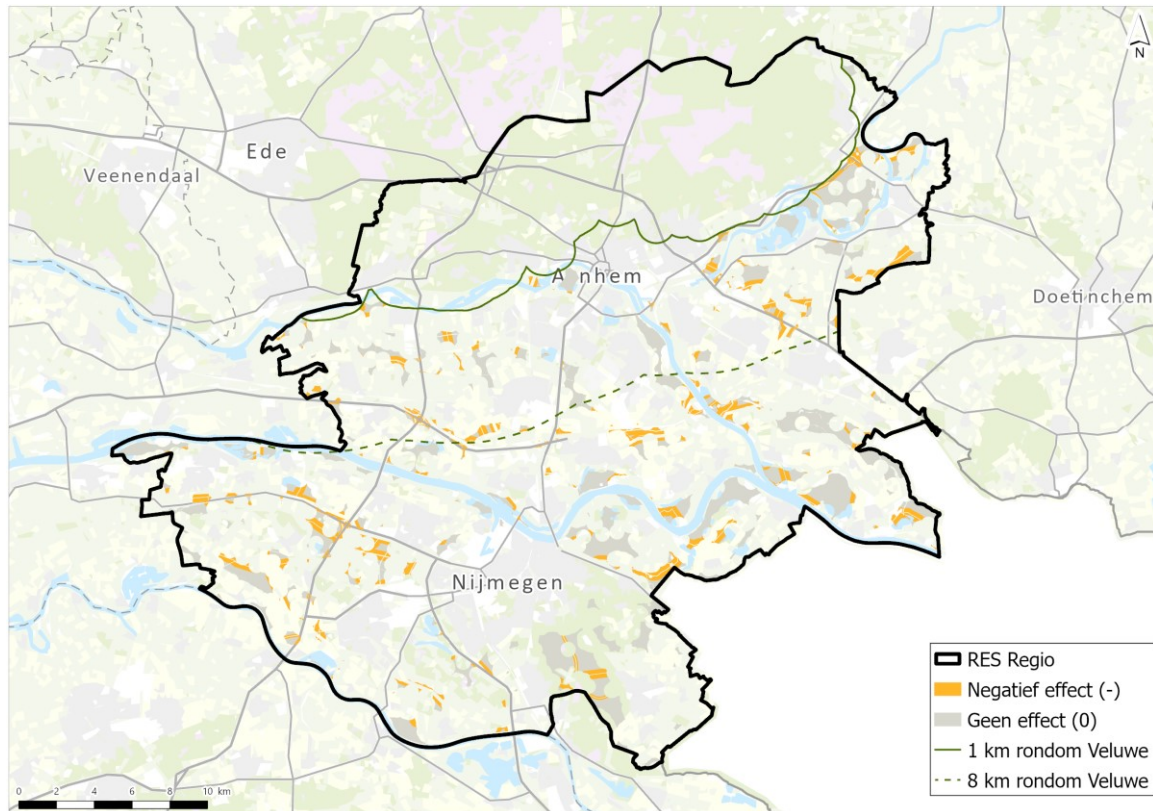 N
Ede
Veenendaal
A nhem
Doetinchem
Nijmegen
RES Regio
Negatief effect (-)
Geen effect (0)
1 km rondom Veluwe
8 km rondom Veluwe
0 2 4 6 8 10 km